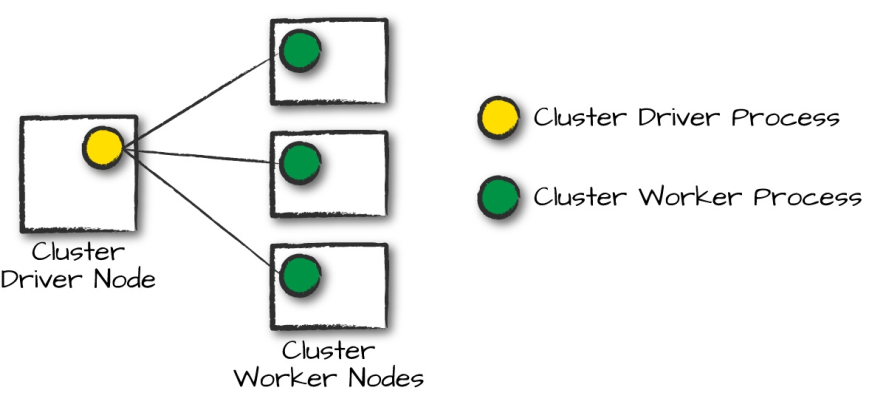 Cluster
Driver Node
Cluster
Worker Nodes
Cluster Driver Process
Cluster Worker Process